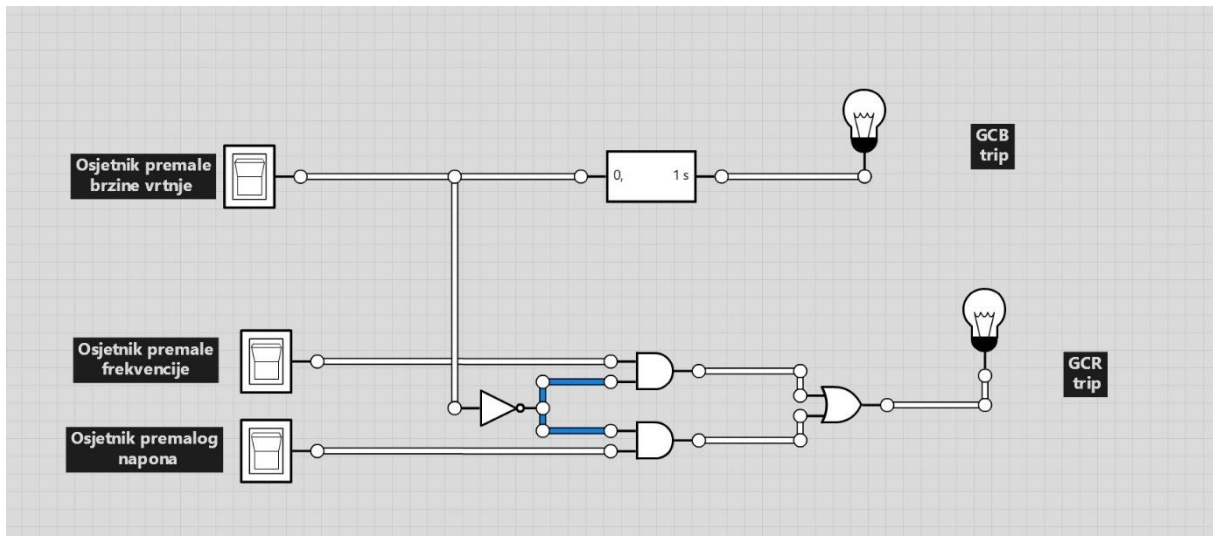 Osjetnik premale
brzine vrtnje
0, 1 s
GCB
trip
Osjetnik premale
frekvencije
GCR
trip
Osjetnik premalog
napona